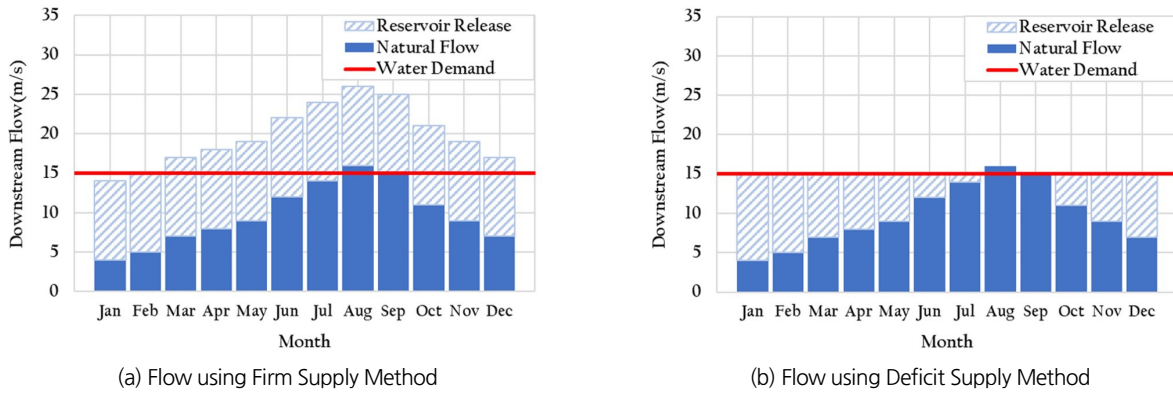 35
30
25
20
15
10
5
0
Downstream Flow(m/s)
Reservoir Release
Natural Flow
Water Demand
Jan Feb Mar Apr May Jun Jul Aug Sep Oct Nov Dec
Month
(a) Flow using Firm Supply Method
35
30
25
20
15
10
5
0
Downstream Flow(m/s)
Reservoir Release
Natural Flow
Water Demand
Jan Feb Mar Apr May Jun Jul Aug Sep Oct Nov Dec
Month
(b) Flow using Deficit Supply Method